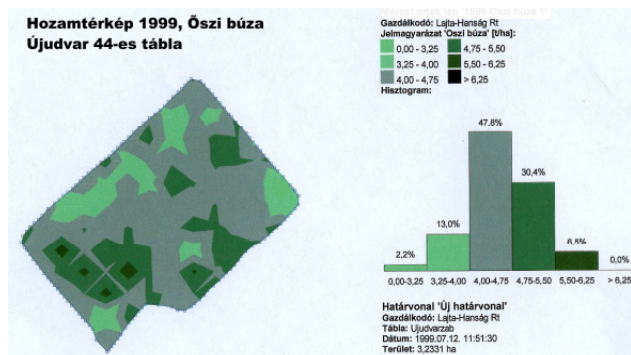 Hozamtérkép 1999, Õszi búza
Újudvar 44-es tábla
Gazdálkodó: Lajta-Hanság Rt
Jelmagyarázat 'Oszi búza' [t/ha]:
0,00 - 3,25
4,75 - 5,50
3,25 - 4,00
5,50 - 6,25
4,00 - 4,75
> 6,25
Hisztogram:
47.8%
30,4%
13,0%
6,5%
2,2%
0,0%
0,00-3,25 3,25-4,00 4,00-4,75 4,75-5,50 5,50-6,25 > 6,25
Határvonal 'Új határvonal'
Gazdálkodó: Lajta-Hanság Rt
Tábla: Ujudvarzab
Dátum: 1999.07.12. 11:51:30
Terület: 3,2331 ha